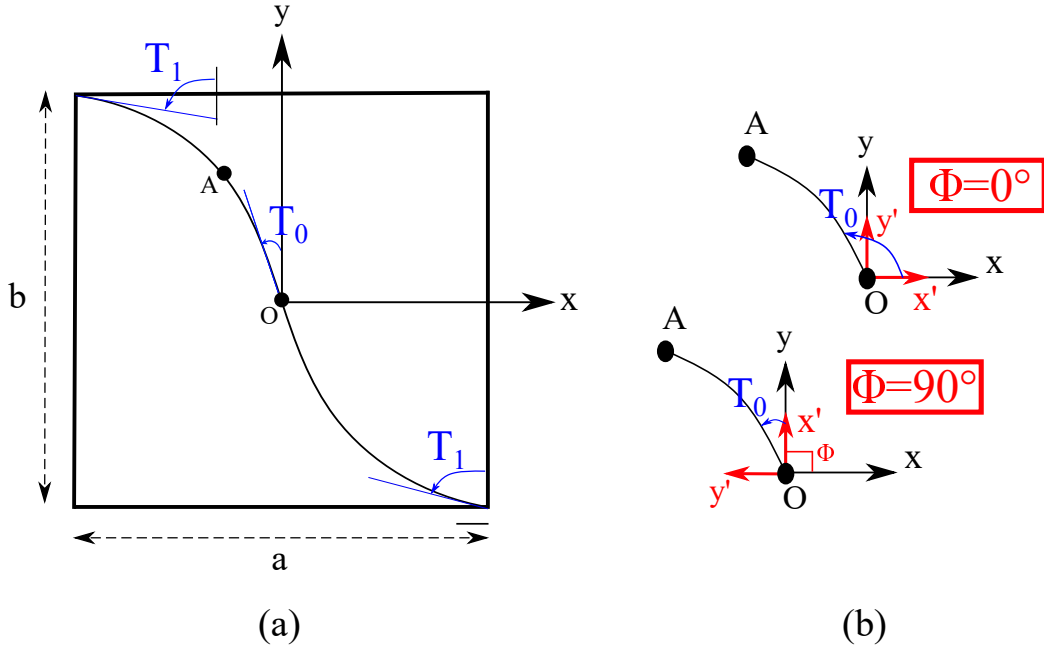 y
T₁
A
T₀
O
x
b
T₁
a
(a)
A
y
Φ=0°
T₀
y'
x
x'
O
A
y
Φ=90°
T₀
x'
Φ
x
y'
O
(b)